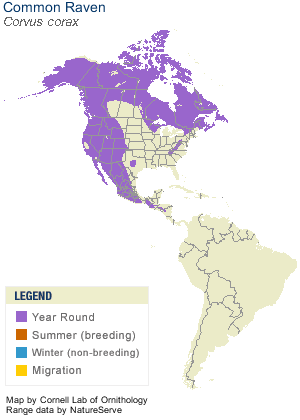 Common Raven
Corvus corax
LEGEND
Year Round
Summer (breeding)
Winter (non-breeding)
Migration
Map by Cornell Lab of Ornithology
Range data by NatureServe